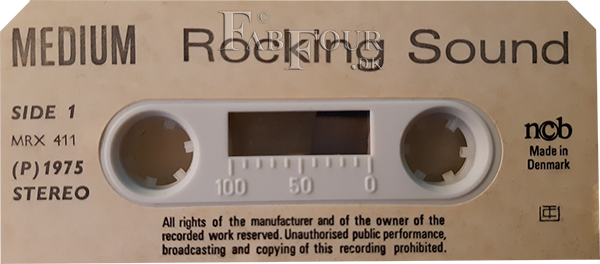 MEDIUM Rocking Sound
© FABFOUR.DK
SIDE 1
MRX 411
(P) 1975
STEREO
100 50 0
ncb
Made in
Denmark
All rights of the manufacturer and of the owner of the
recorded work reserved. Unauthorised public performance,
broadcasting and copying of this recording prohibited.